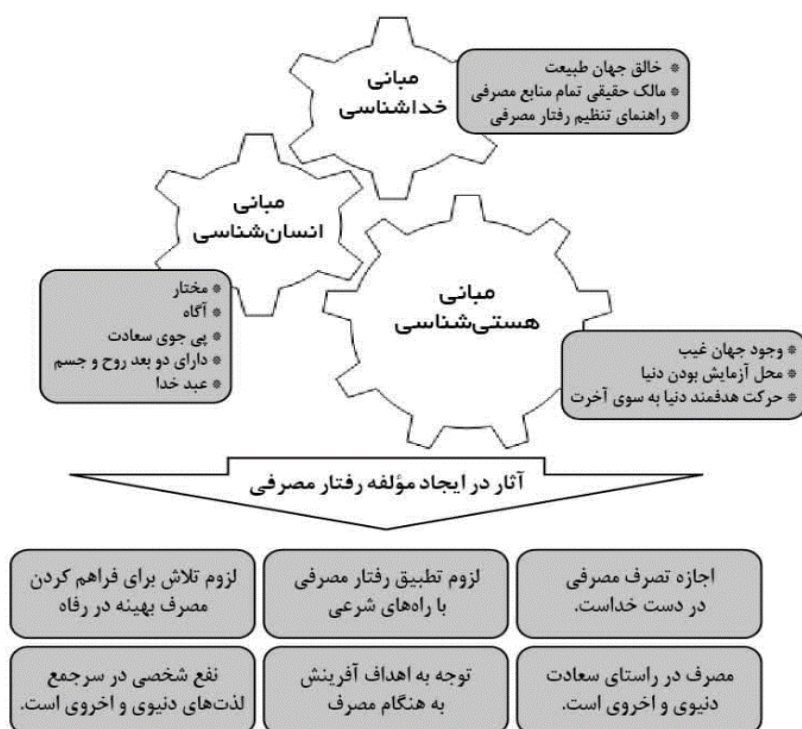 مبانی
خداشناسی
* خالق جهان طبیعت
* مالک حقیقی تمام منابع مصرفی
* راهنمای تنظیم رفتار مصرفی
مبانی
انسان‌شناسی
* مختار
* آگاه
* پی جوی سعادت
* دارای دو بعد روح و جسم
* عبد خدا
مبانی
هستی‌شناسی
* وجود جهان غیب
* محل آزمایش بودن دنیا
* حرکت هدفمند دنیا به سوی آخرت
آثار در ایجاد مؤلفه رفتار مصرفی
اجازه تصرف مصرفی
در دست خداست.
لزوم تطبیق رفتار مصرفی
با راه‌های شرعی
لزوم تلاش برای فراهم کردن
مصرف بهینه در رفاه
مصرف در راستای سعادت
دنیوی و اخروی است.
توجه به اهداف آفرینش
به هنگام مصرف
نفع شخصی در سرجمع
لذت‌های دنیوی و اخروی است.